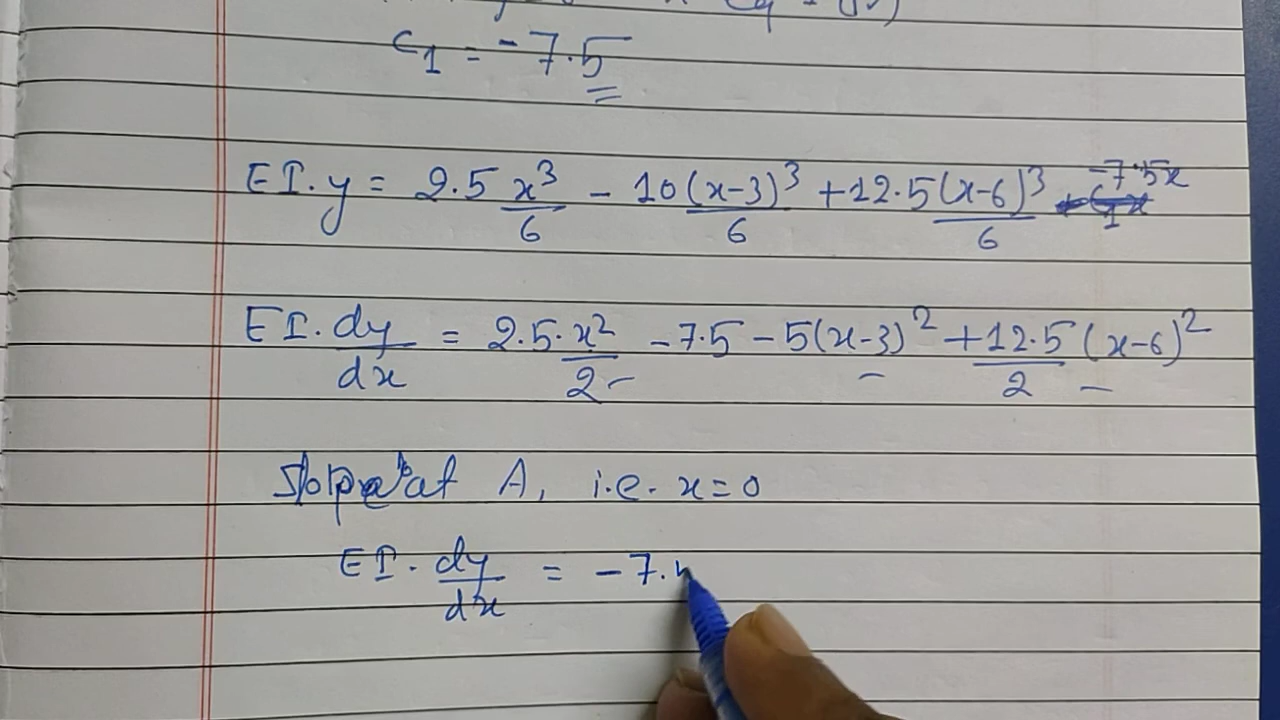 C₁ = -7.5
EI.y = 2.5 x³/6 - 10(x-3)³/6 + 12.5(x-6)³/6 -7.5x
EI.dy/dx = 2.5.x²/2 - 7.5 - 5(x-3)² + 12.5/2 (x-6)²
Slope at A, i.e. x=0
EI. dy/dx = -7.